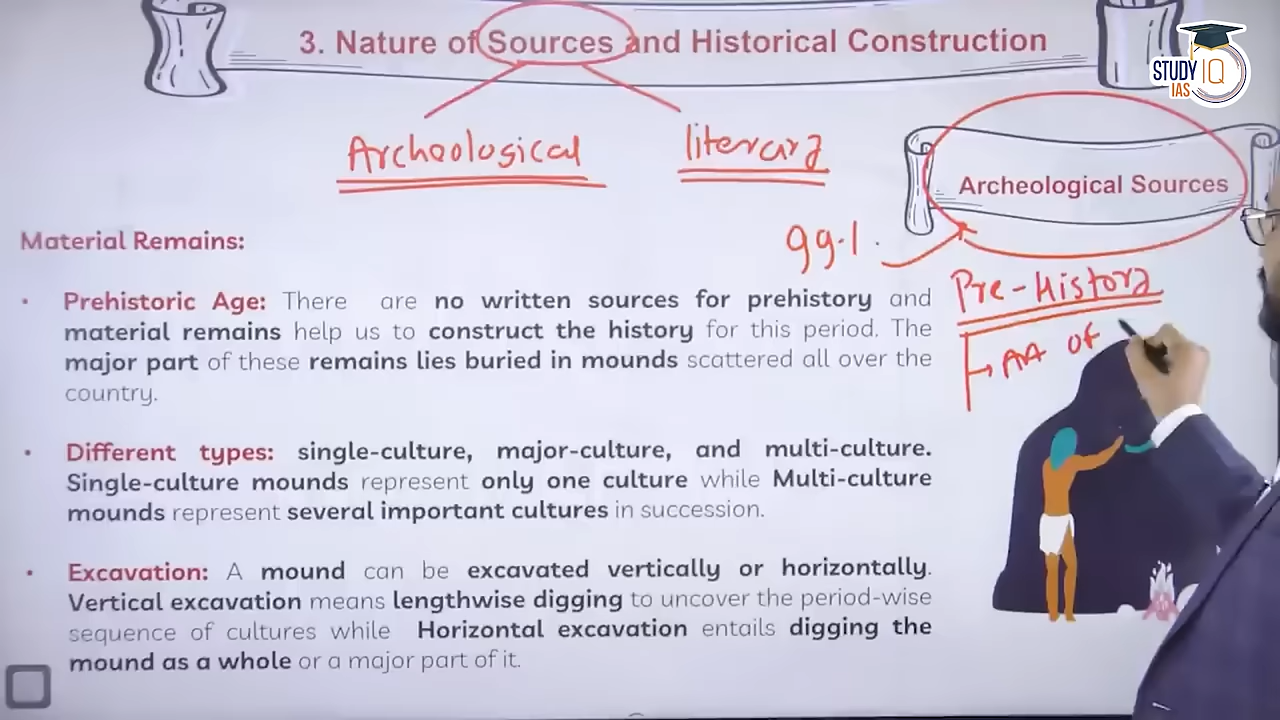 3. Nature of Sources and Historical Construction
STUDY IQ
IAS
Archeological
literary
Archeological Sources
99.1.
Pre-History
Material Remains:
• Prehistoric Age: There are no written sources for prehistory and
material remains help us to construct the history for this period. The
major part of these remains lies buried in mounds scattered all over the
country.
• Different types: single-culture, major-culture, and multi-culture.
Single-culture mounds represent only one culture while Multi-culture
mounds represent several important cultures in succession.
• Excavation: A mound can be excavated vertically or horizontally.
Vertical excavation means lengthwise digging to uncover the period-wise
sequence of cultures while Horizontal excavation entails digging the
mound as a whole or a major part of it.
OF